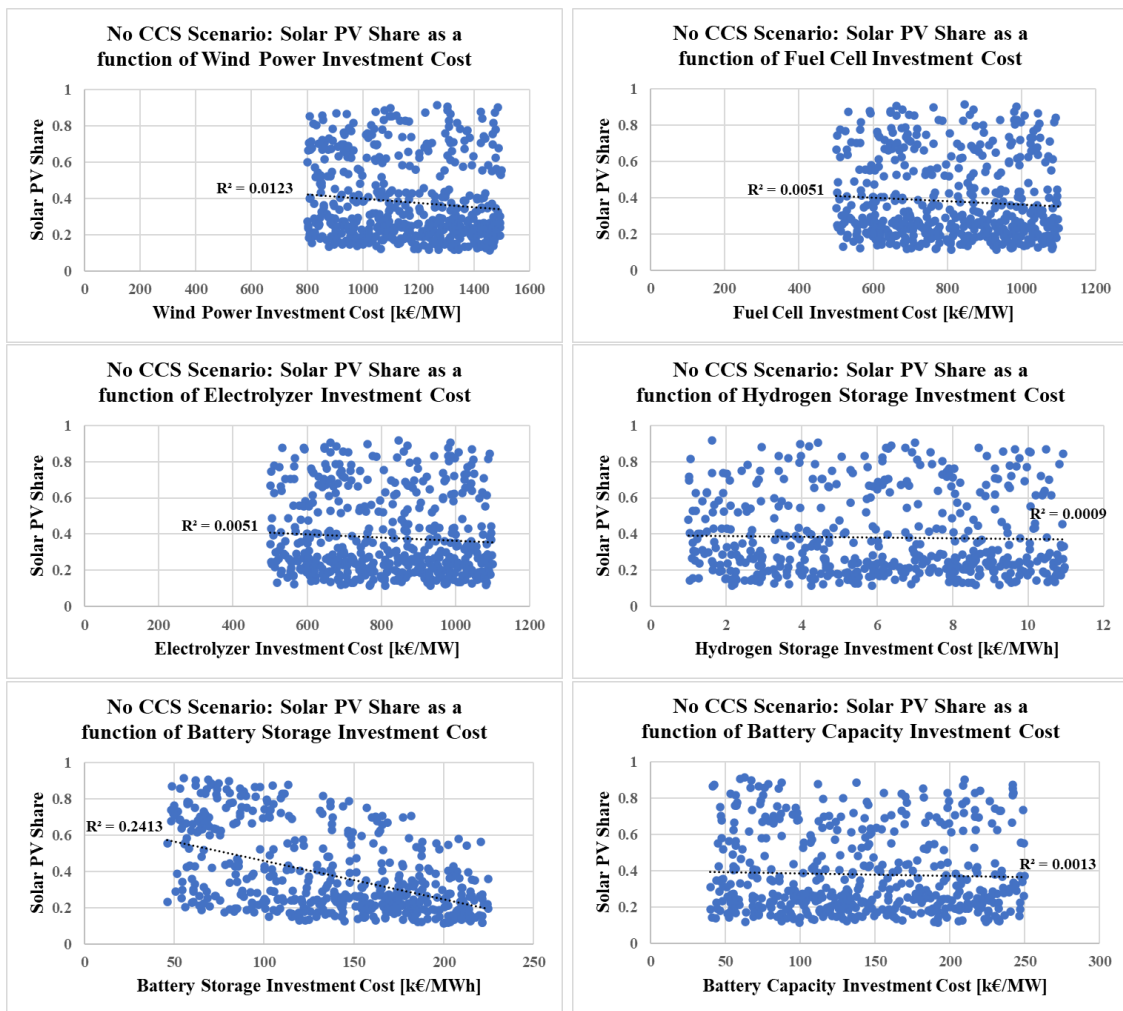 No CCS Scenario: Solar PV Share as a
function of Wind Power Investment Cost
1
0.8
0.6
0.4
0.2
0
Solar PV Share
R² = 0.0123
0 200 400 600 800 1000 1200 1400 1600
Wind Power Investment Cost [k€/MW]
No CCS Scenario: Solar PV Share as a
function of Fuel Cell Investment Cost
1
0.8
0.6
0.4
0.2
0
Solar PV Share
R² = 0.0051
0 200 400 600 800 1000 1200
Fuel Cell Investment Cost [k€/MW]
No CCS Scenario: Solar PV Share as a
function of Electrolyzer Investment Cost
1
0.8
0.6
0.4
0.2
0
Solar PV Share
R² = 0.0051
0 200 400 600 800 1000 1200
Electrolyzer Investment Cost [k€/MW]
No CCS Scenario: Solar PV Share as a
function of Hydrogen Storage Investment Cost
1
0.8
0.6
0.4
0.2
0
Solar PV Share
R² = 0.0009
0 2 4 6 8 10 12
Hydrogen Storage Investment Cost [k€/MWh]
No CCS Scenario: Solar PV Share as a
function of Battery Storage Investment Cost
1
0.8
0.6
0.4
0.2
0
Solar PV Share
R² = 0.2413
0 50 100 150 200 250
Battery Storage Investment Cost [k€/MWh]
No CCS Scenario: Solar PV Share as a
function of Battery Capacity Investment Cost
1
0.8
0.6
0.4
0.2
0
Solar PV Share
R² = 0.0013
0 50 100 150 200 250 300
Battery Capacity Investment Cost [k€/MW]